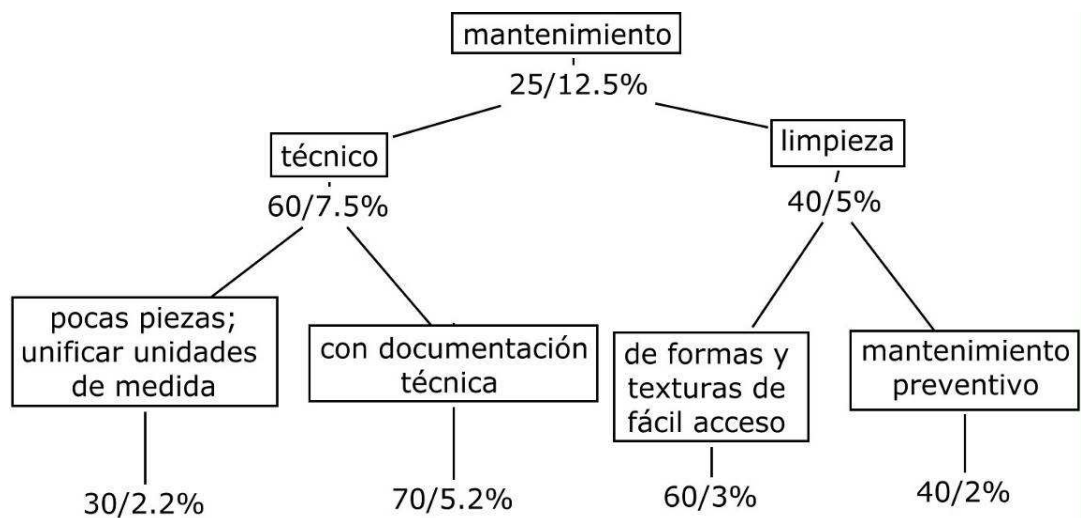 mantenimiento
25/12.5%
técnico
60/7.5%
limpieza
40/5%
pocas piezas;
unificar unidades
de medida
30/2.2%
con documentación
técnica
70/5.2%
de formas y
texturas de
fácil acceso
60/3%
mantenimiento
preventivo
40/2%